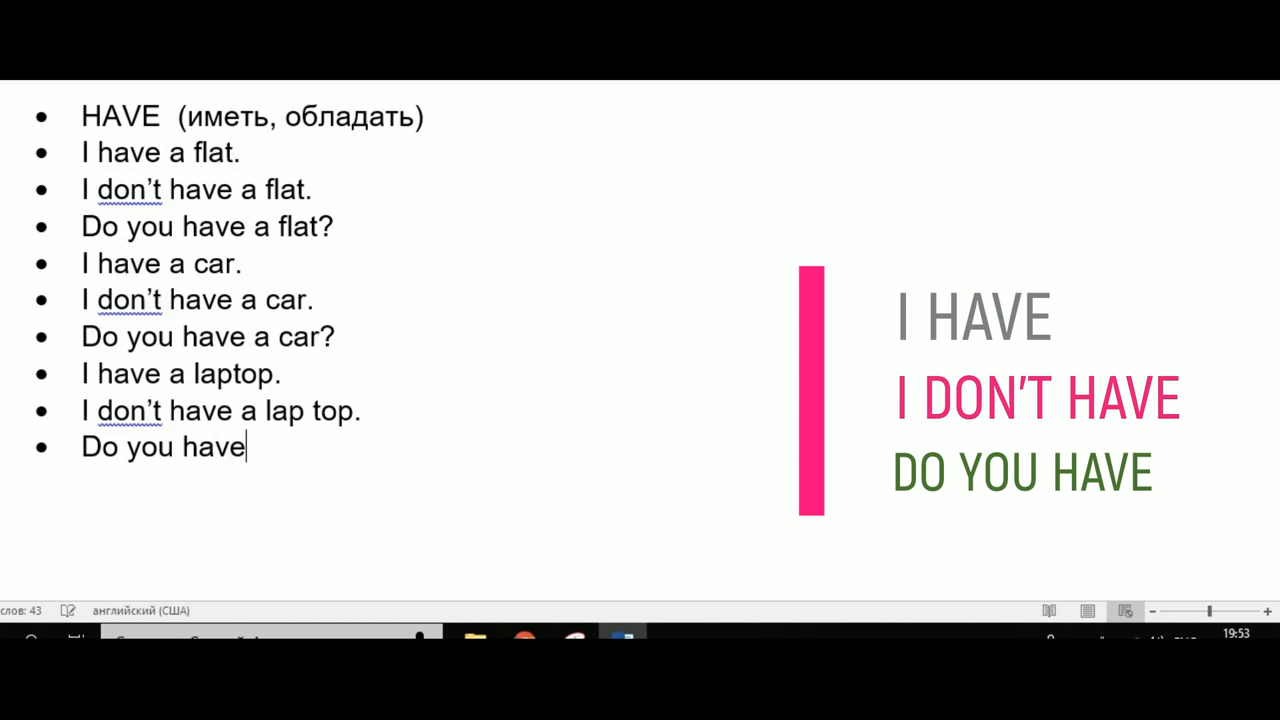 HAVE (иметь, обладать)
I have a flat.
I don't have a flat.
Do you have a flat?
I have a car.
I don't have a car.
Do you have a car?
I have a laptop.
I don't have a lap top.
Do you have
I HAVE
I DON'T HAVE
DO YOU HAVE
слов: 43 английский (США)
19:53